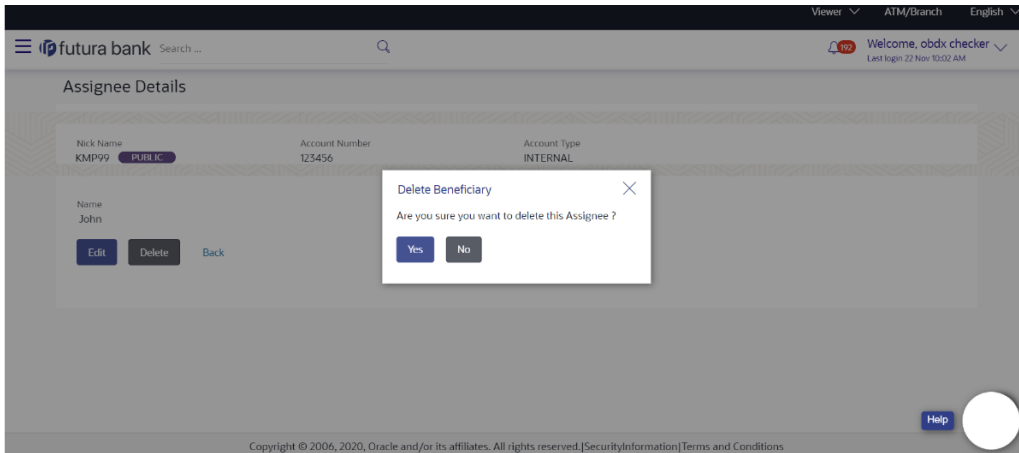 Viewer ATM/Branch English
futura bank Search ... 192 Welcome, obdx checker
Last login 22 Nov 10:02 AM
Assignee Details
Nick Name Account Number Account Type
KMP99 PUBLIC 123456 INTERNAL
Delete Beneficiary
Are you sure you want to delete this Assignee ?
Yes No
Name
John
Edit Delete Back
Help
Copyright © 2006, 2020, Oracle and/or its affiliates. All rights reserved.|SecurityInformation|Terms and Conditions